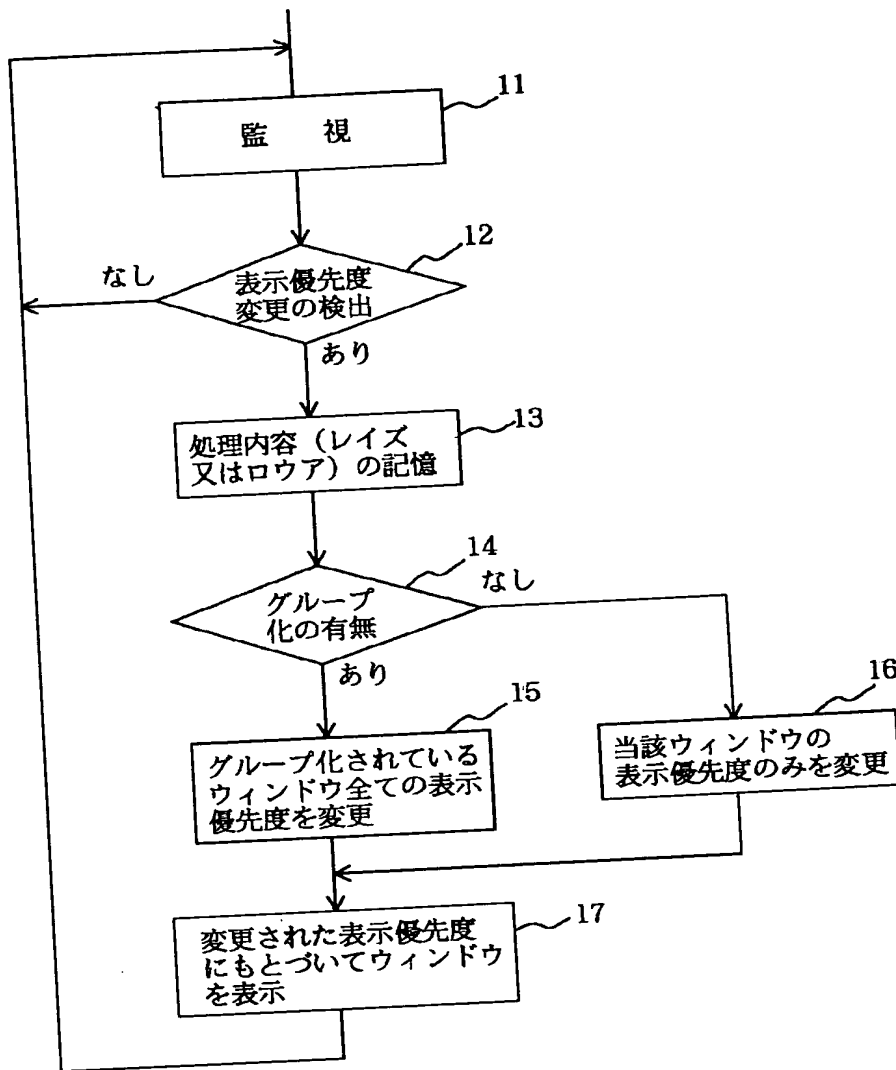 11
監 視
12
なし
表示優先度
変更の検出
あり
13
処理内容（レイズ
又はロウア）の記憶
14
なし
グループ
化の有無
あり
15
グループ化されている
ウィンドウ全ての表示
優先度を変更
16
当該ウィンドウの
表示優先度のみを変更
17
変更された表示優先度
にもとづいてウィンドウ
を表示